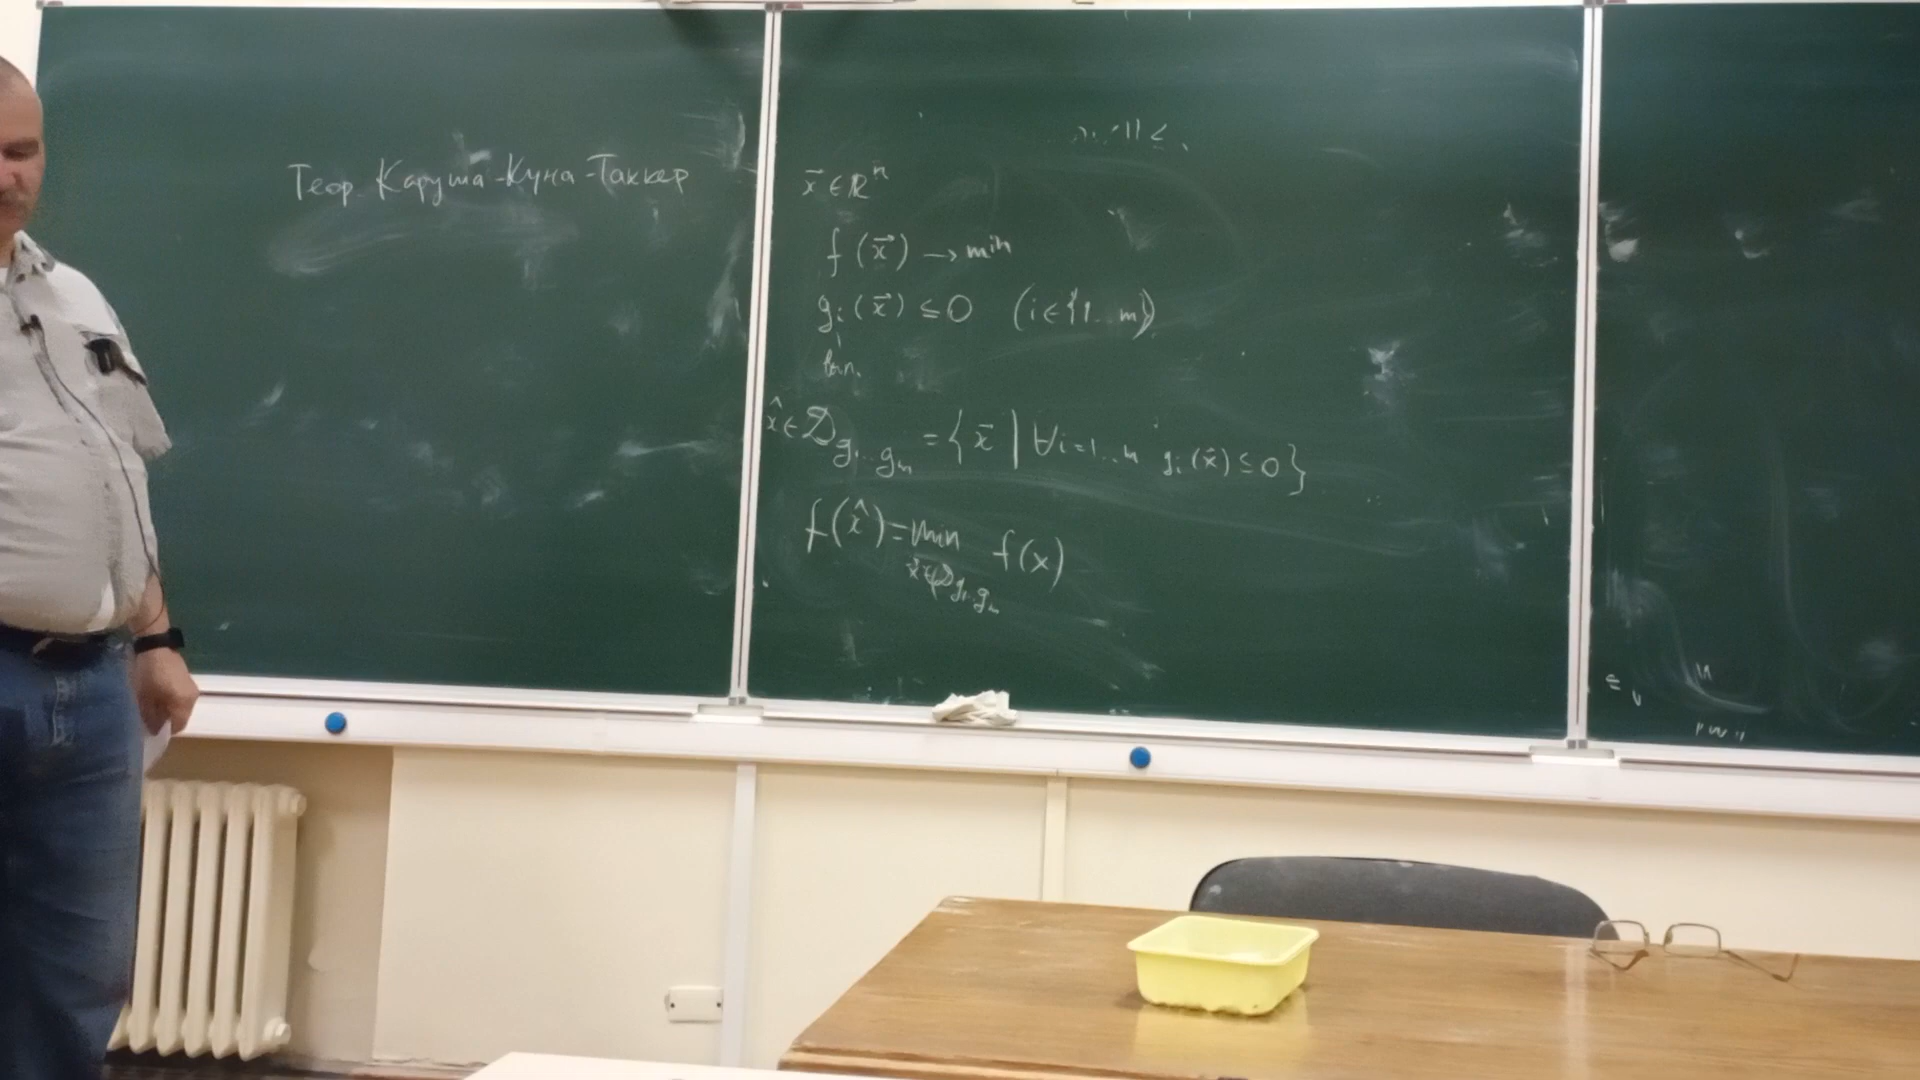 Теор. Каруша-Куна-Таккер
x⃗ ∈ ℝⁿ
f(x⃗) → min
gᵢ(x⃗) ≤ 0 (i∈{1...m})
вып.
x̂ ∈ 𝒟_{g₁...gₘ} = {x⃗ | ∀i=1...m gᵢ(x⃗) ≤ 0}
f(x̂) = min f(x)
x⃗∈𝒟_{g₁...gₘ}